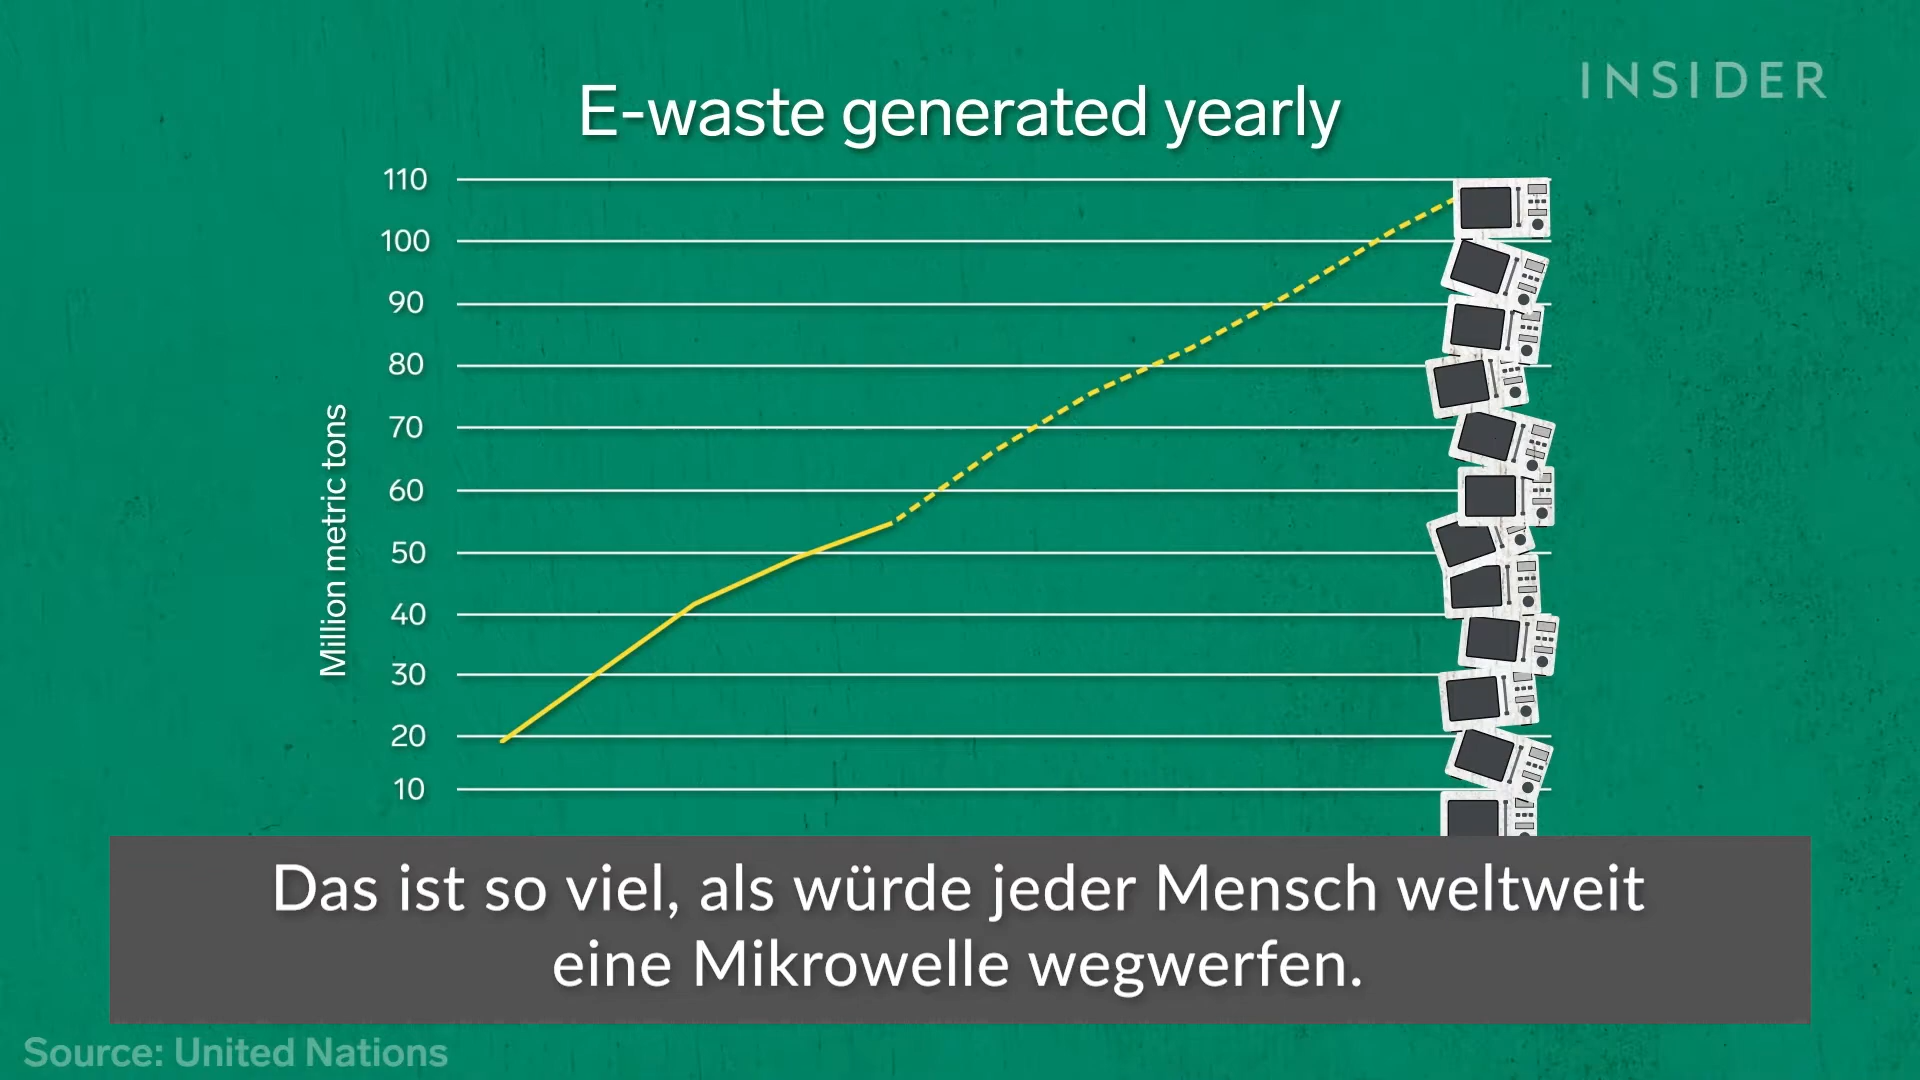 INSIDER
E-waste generated yearly
110
100
90
80
70
60
50
40
30
20
10
Million metric tons
Das ist so viel, als würde jeder Mensch weltweit
eine Mikrowelle wegwerfen.
Source: United Nations